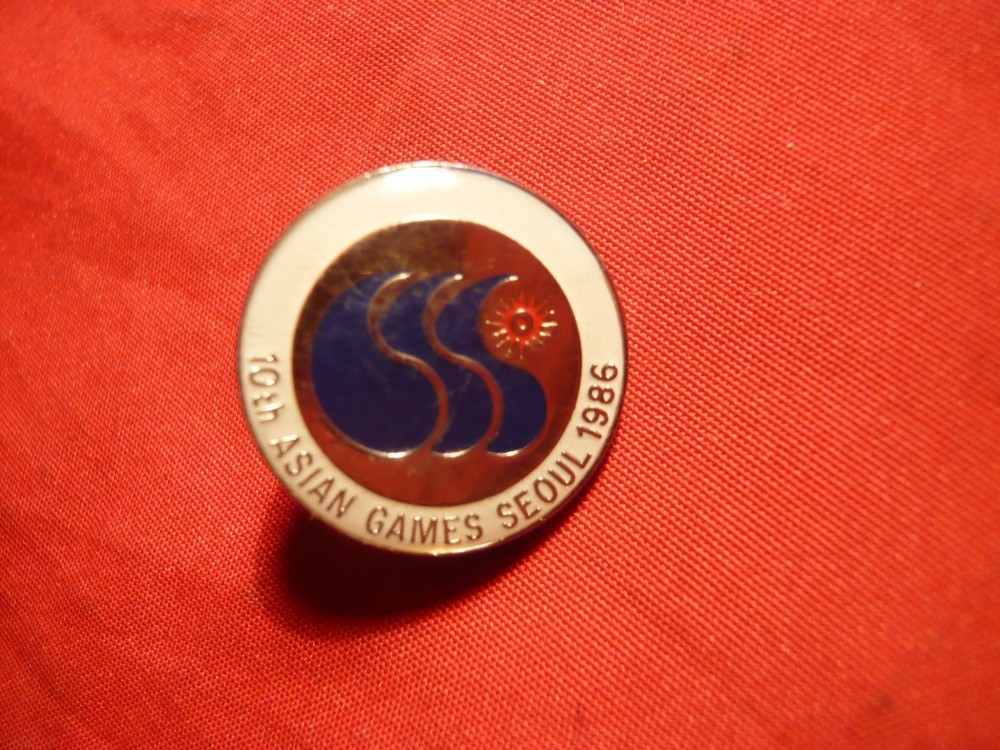 10th ASIAN GAMES SEOUL 1986